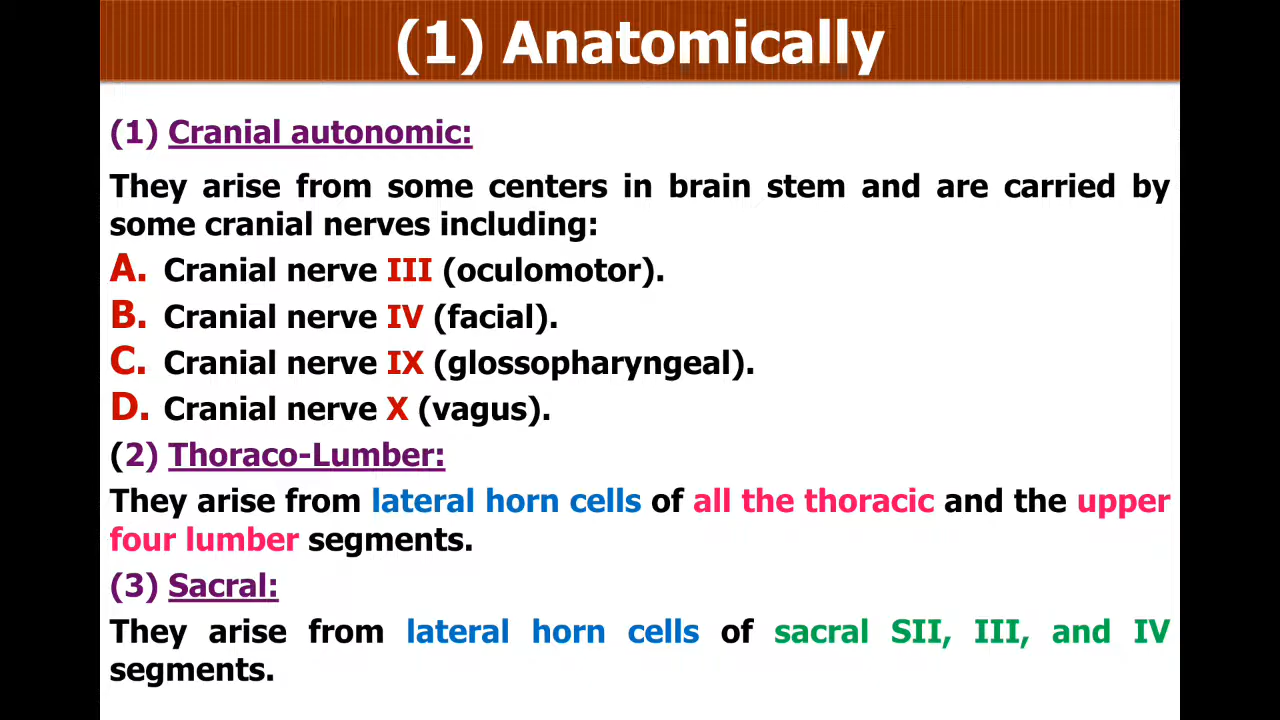 (1) Anatomically
(1) Cranial autonomic:
They arise from some centers in brain stem and are carried by
some cranial nerves including:
A. Cranial nerve III (oculomotor).
B. Cranial nerve IV (facial).
C. Cranial nerve IX (glossopharyngeal).
D. Cranial nerve X (vagus).
(2) Thoraco-Lumber:
They arise from lateral horn cells of all the thoracic and the upper
four lumber segments.
(3) Sacral:
They arise from lateral horn cells of sacral SII, III, and IV
segments.